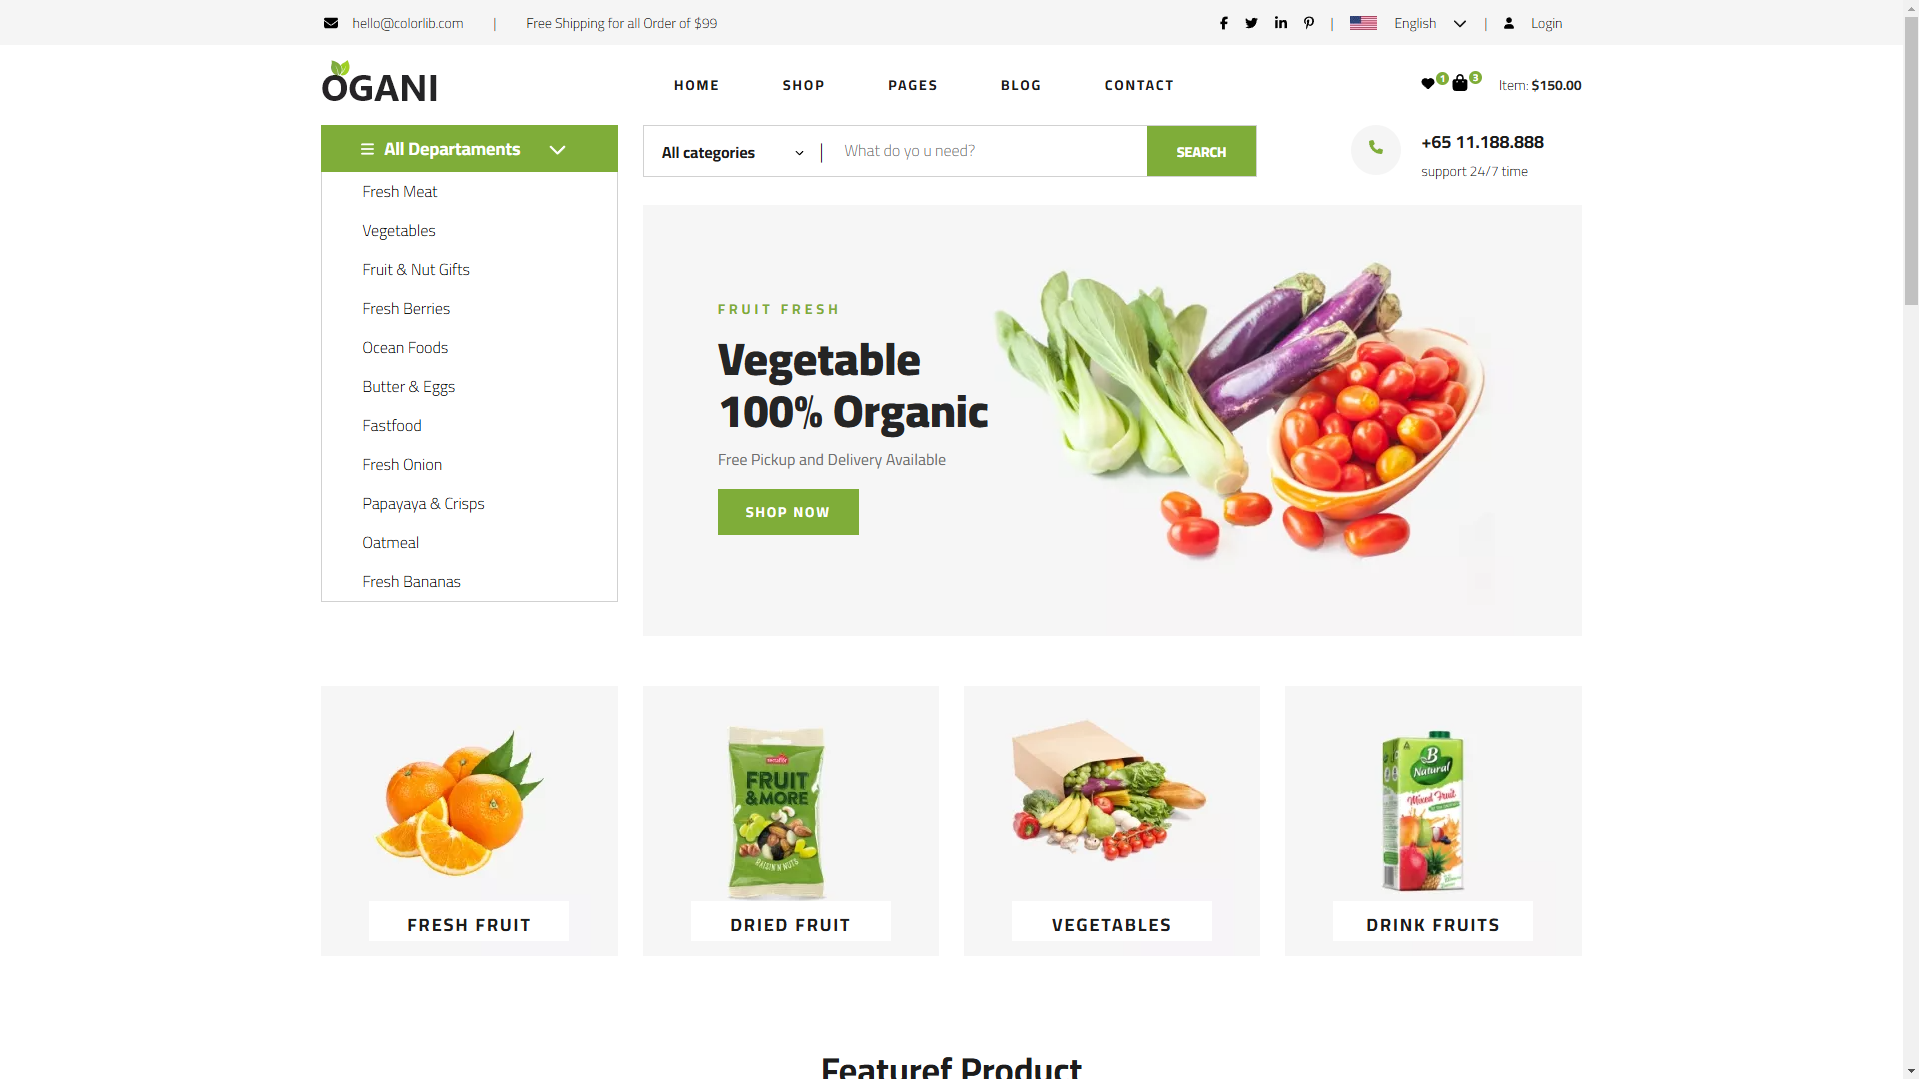 hello@colorlib.com | Free Shipping for all Order of $99 | English | Login
OGANI
HOME SHOP PAGES BLOG CONTACT
1 3 Item: $150.00
All Departaments
All categories What do yo u need? SEARCH
+65 11.188.888
support 24/7 time
Fresh Meat
Vegetables
Fruit & Nut Gifts
Fresh Berries
Ocean Foods
Butter & Eggs
Fastfood
Fresh Onion
Papayaya & Crisps
Oatmeal
Fresh Bananas
FRUIT FRESH
Vegetable
100% Organic
Free Pickup and Delivery Available
SHOP NOW
FRUIT
& MORE
RAISIN'N NUTS
B
Natural
Mixed Fruit
FRESH FRUIT
DRIED FRUIT
VEGETABLES
DRINK FRUITS
Featuref Product